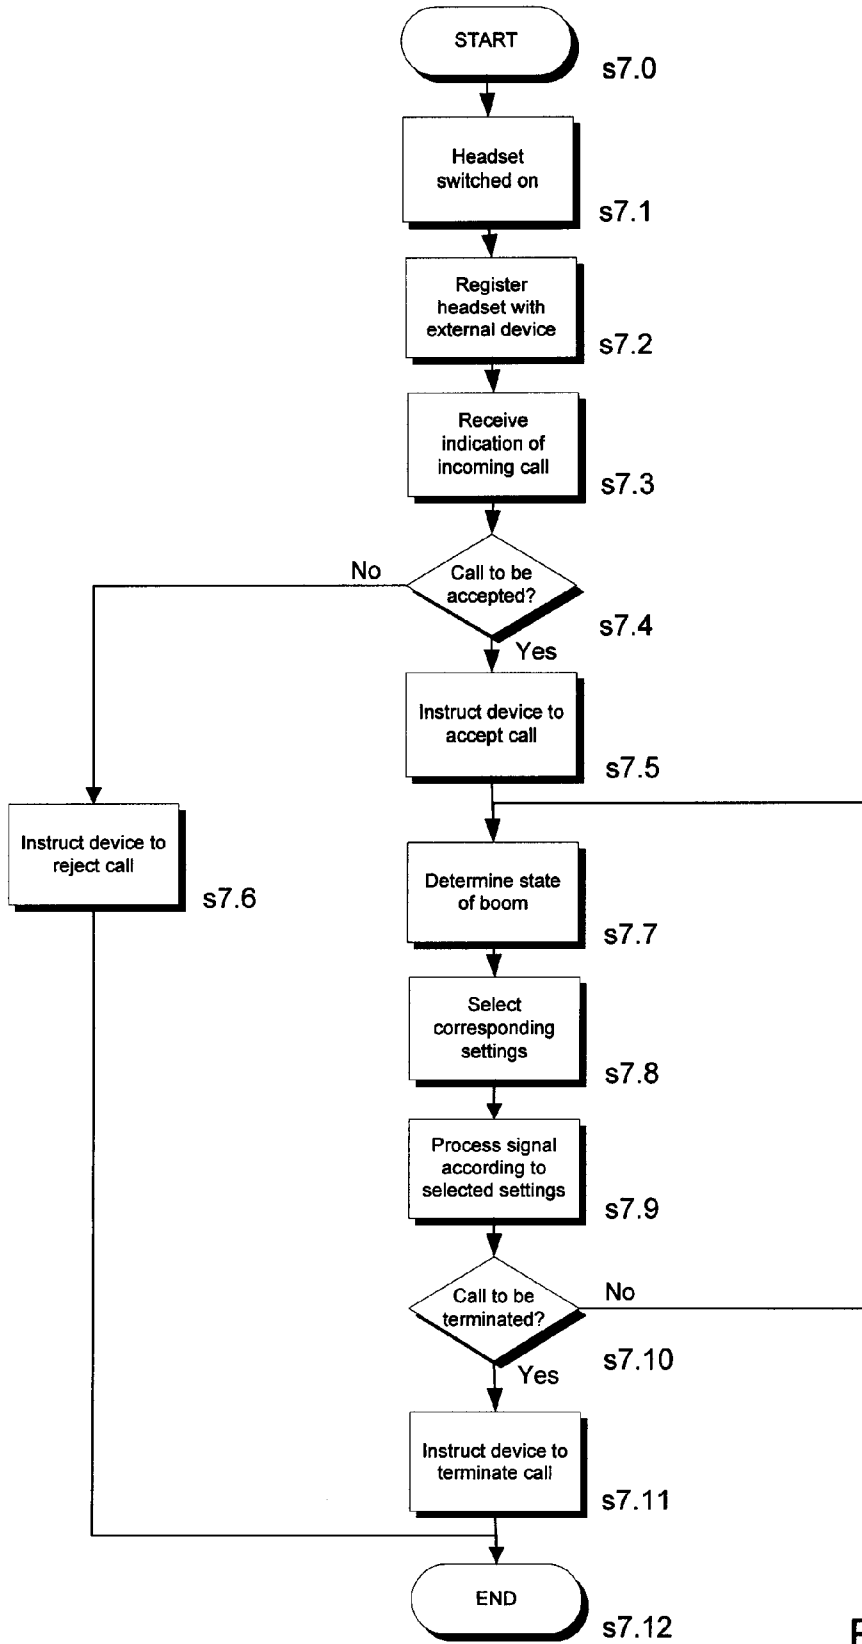 START
s7.0
Headset
switched on
s7.1
Register
headset with
external device
s7.2
Receive
indication of
incoming call
s7.3
No
Call to be
accepted?
s7.4
Yes
Instruct device to
accept call
s7.5
Instruct device to
reject call
s7.6
Determine state
of boom
s7.7
Select
corresponding
settings
s7.8
Process signal
according to
selected settings
s7.9
Call to be
terminated?
No
s7.10
Yes
Instruct device to
terminate call
s7.11
END
s7.12